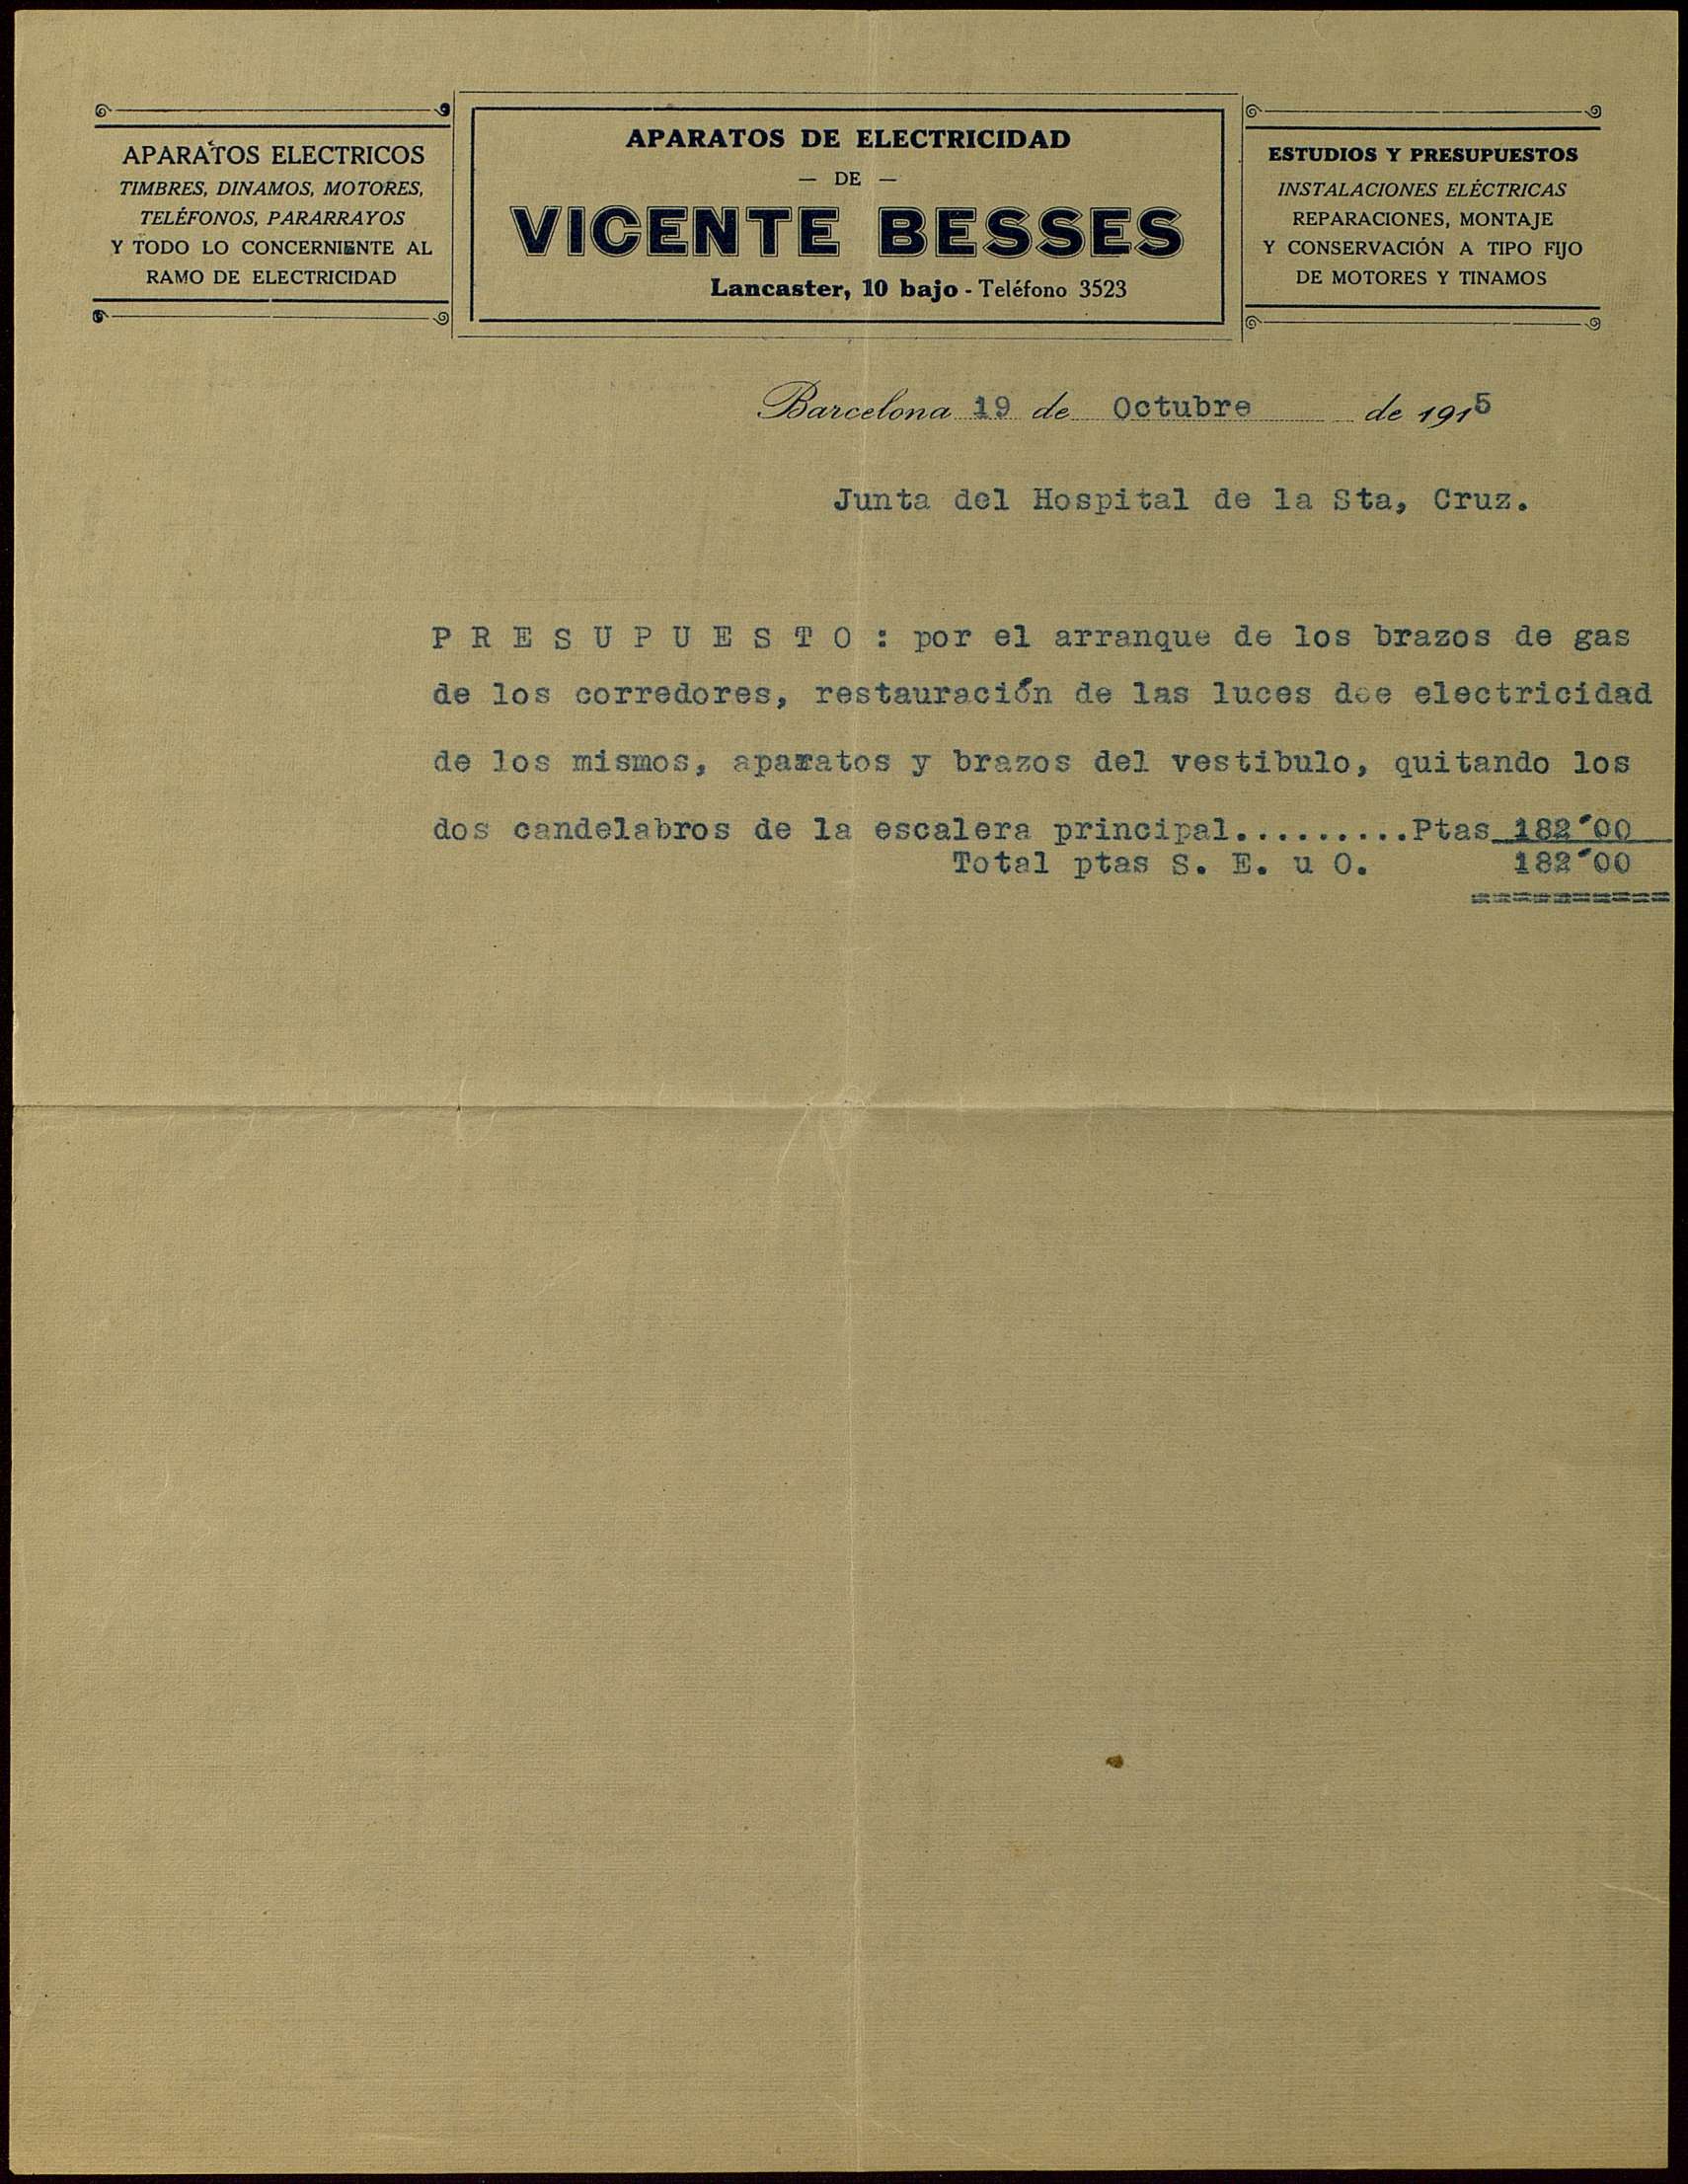 APARATOS ELECTRICOS
TIMBRES, DINAMOS, MOTORES,
TELÉFONOS, PARARRAYOS
Y TODO LO CONCERNIENTE AL
RAMO DE ELECTRICIDAD
APARATOS DE ELECTRICIDAD
— DE —
VICENTE BESSES
Lancaster, 10 bajo - Teléfono 3523
ESTUDIOS Y PRESUPUESTOS
INSTALACIONES ELÉCTRICAS
REPARACIONES, MONTAJE
Y CONSERVACIÓN A TIPO FIJO
DE MOTORES Y TINAMOS
Barcelona 19 de Octubre de 1915
Junta del Hospital de la Sta, Cruz.
P R E S U P U E S T O : por el arranque de los brazos de gas
de los corredores, restauración de las luces dee electricidad
de los mismos, aparatos y brazos del vestibulo, quitando los
dos candelabros de la escalera principal.........Ptas 182'00
Total ptas S. E. u O. 182'00
==========